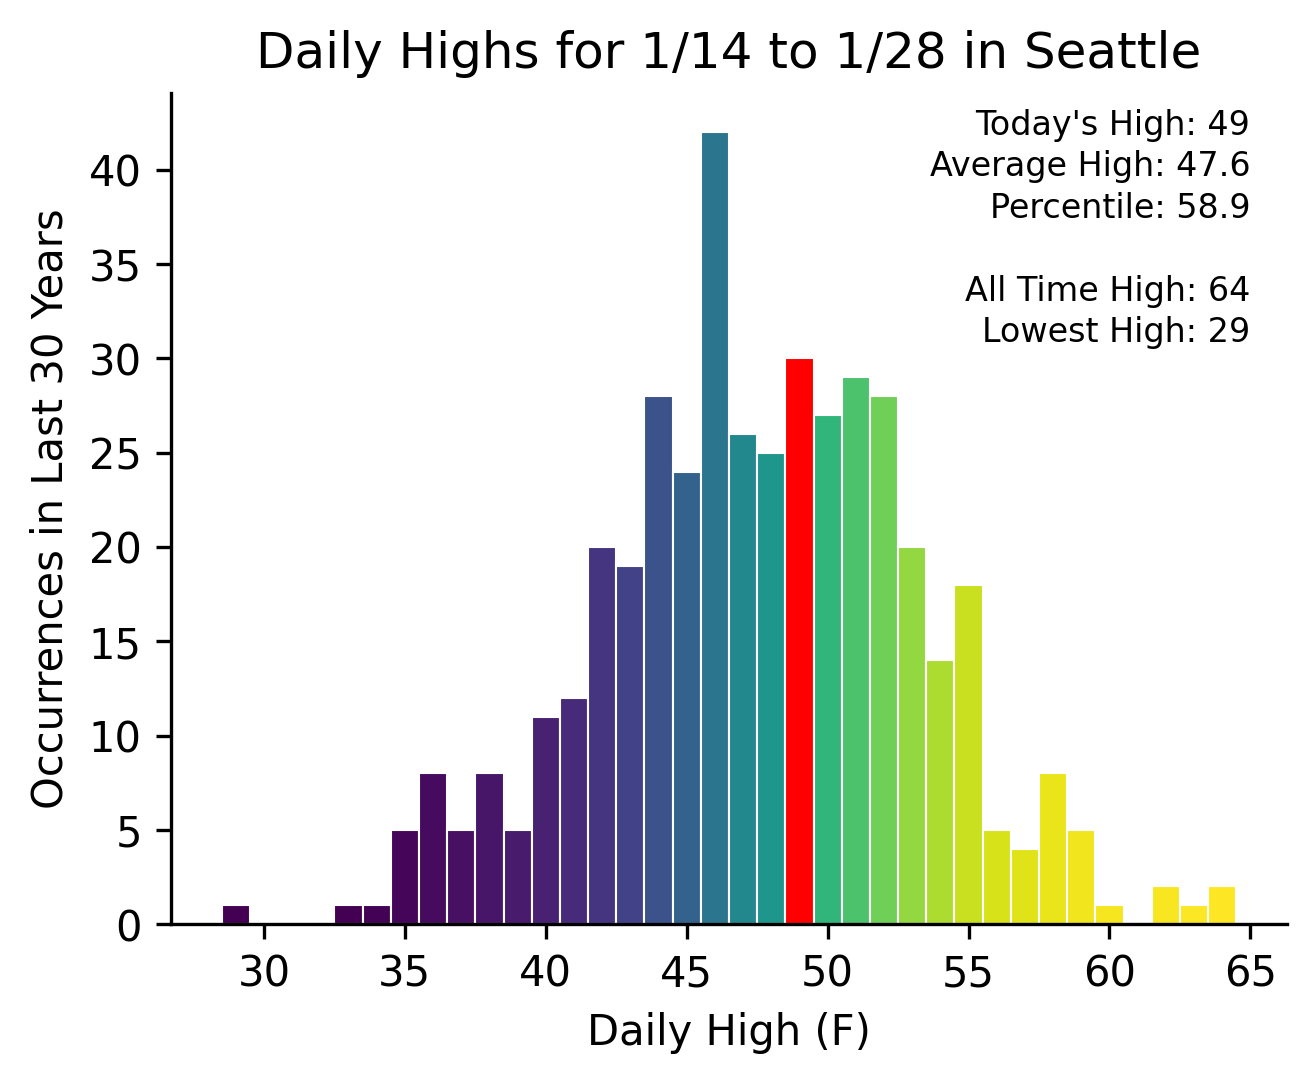 Daily Highs for 1/14 to 1/28 in Seattle
Today's High: 49
Average High: 47.6
Percentile: 58.9
All Time High: 64
Lowest High: 29
Occurrences in Last 30 Years
40
35
30
25
20
15
10
5
0
30 35 40 45 50 55 60 65
Daily High (F)